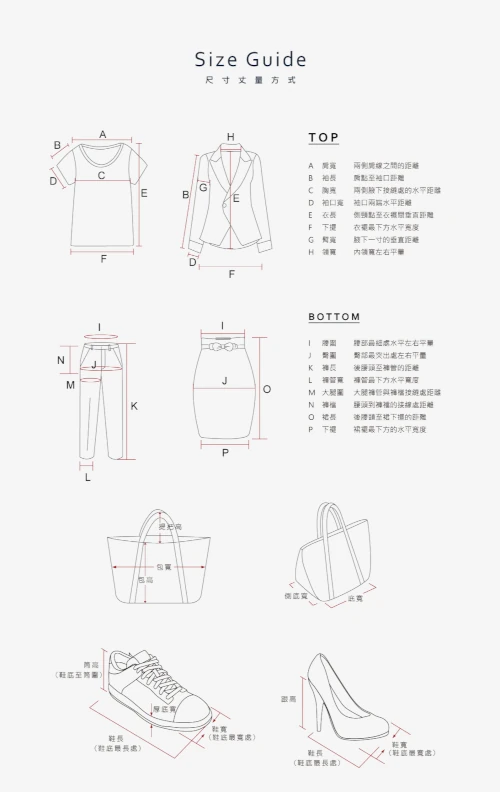 Size Guide
尺寸丈量方式
TOP
A 肩寬 兩側肩線之間的距離
B 袖長 肩點至袖口距離
C 胸寬 兩側腋下接縫處的水平距離
D 袖口寬 袖口兩端水平距離
E 衣長 側頸點至衣襬間垂直距離
F 下襬 衣襬最下方水平寬度
G 臂寬 腋下一寸的垂直距離
H 領寬 內領寬左右平量
A
B
C
D
E
F
H
B
G
E
D
F
BOTTOM
I 腰圍 腰部最細處水平左右平量
J 臀圍 臀部最突出處左右平量
K 褲長 後腰頭至褲管的距離
L 褲管寬 褲管最下方水平寬度
M 大腿圍 大腿褲管與褲檔接縫處距離
N 褲檔 腰頭到褲檔的接線處距離
O 裙長 後腰頭至裙下襬的距離
P 下襬 裙襬最下方的水平寬度
I
N
J
M
K
L
I
J
O
P
提把高
包寬
包高
側底寬
底寬
筒高
(鞋底至筒圍)
厚底寬
鞋寬
(鞋底最寬處)
鞋長
(鞋底最長處)
跟高
鞋寬
(鞋底最寬處)
鞋長
(鞋底最長處)